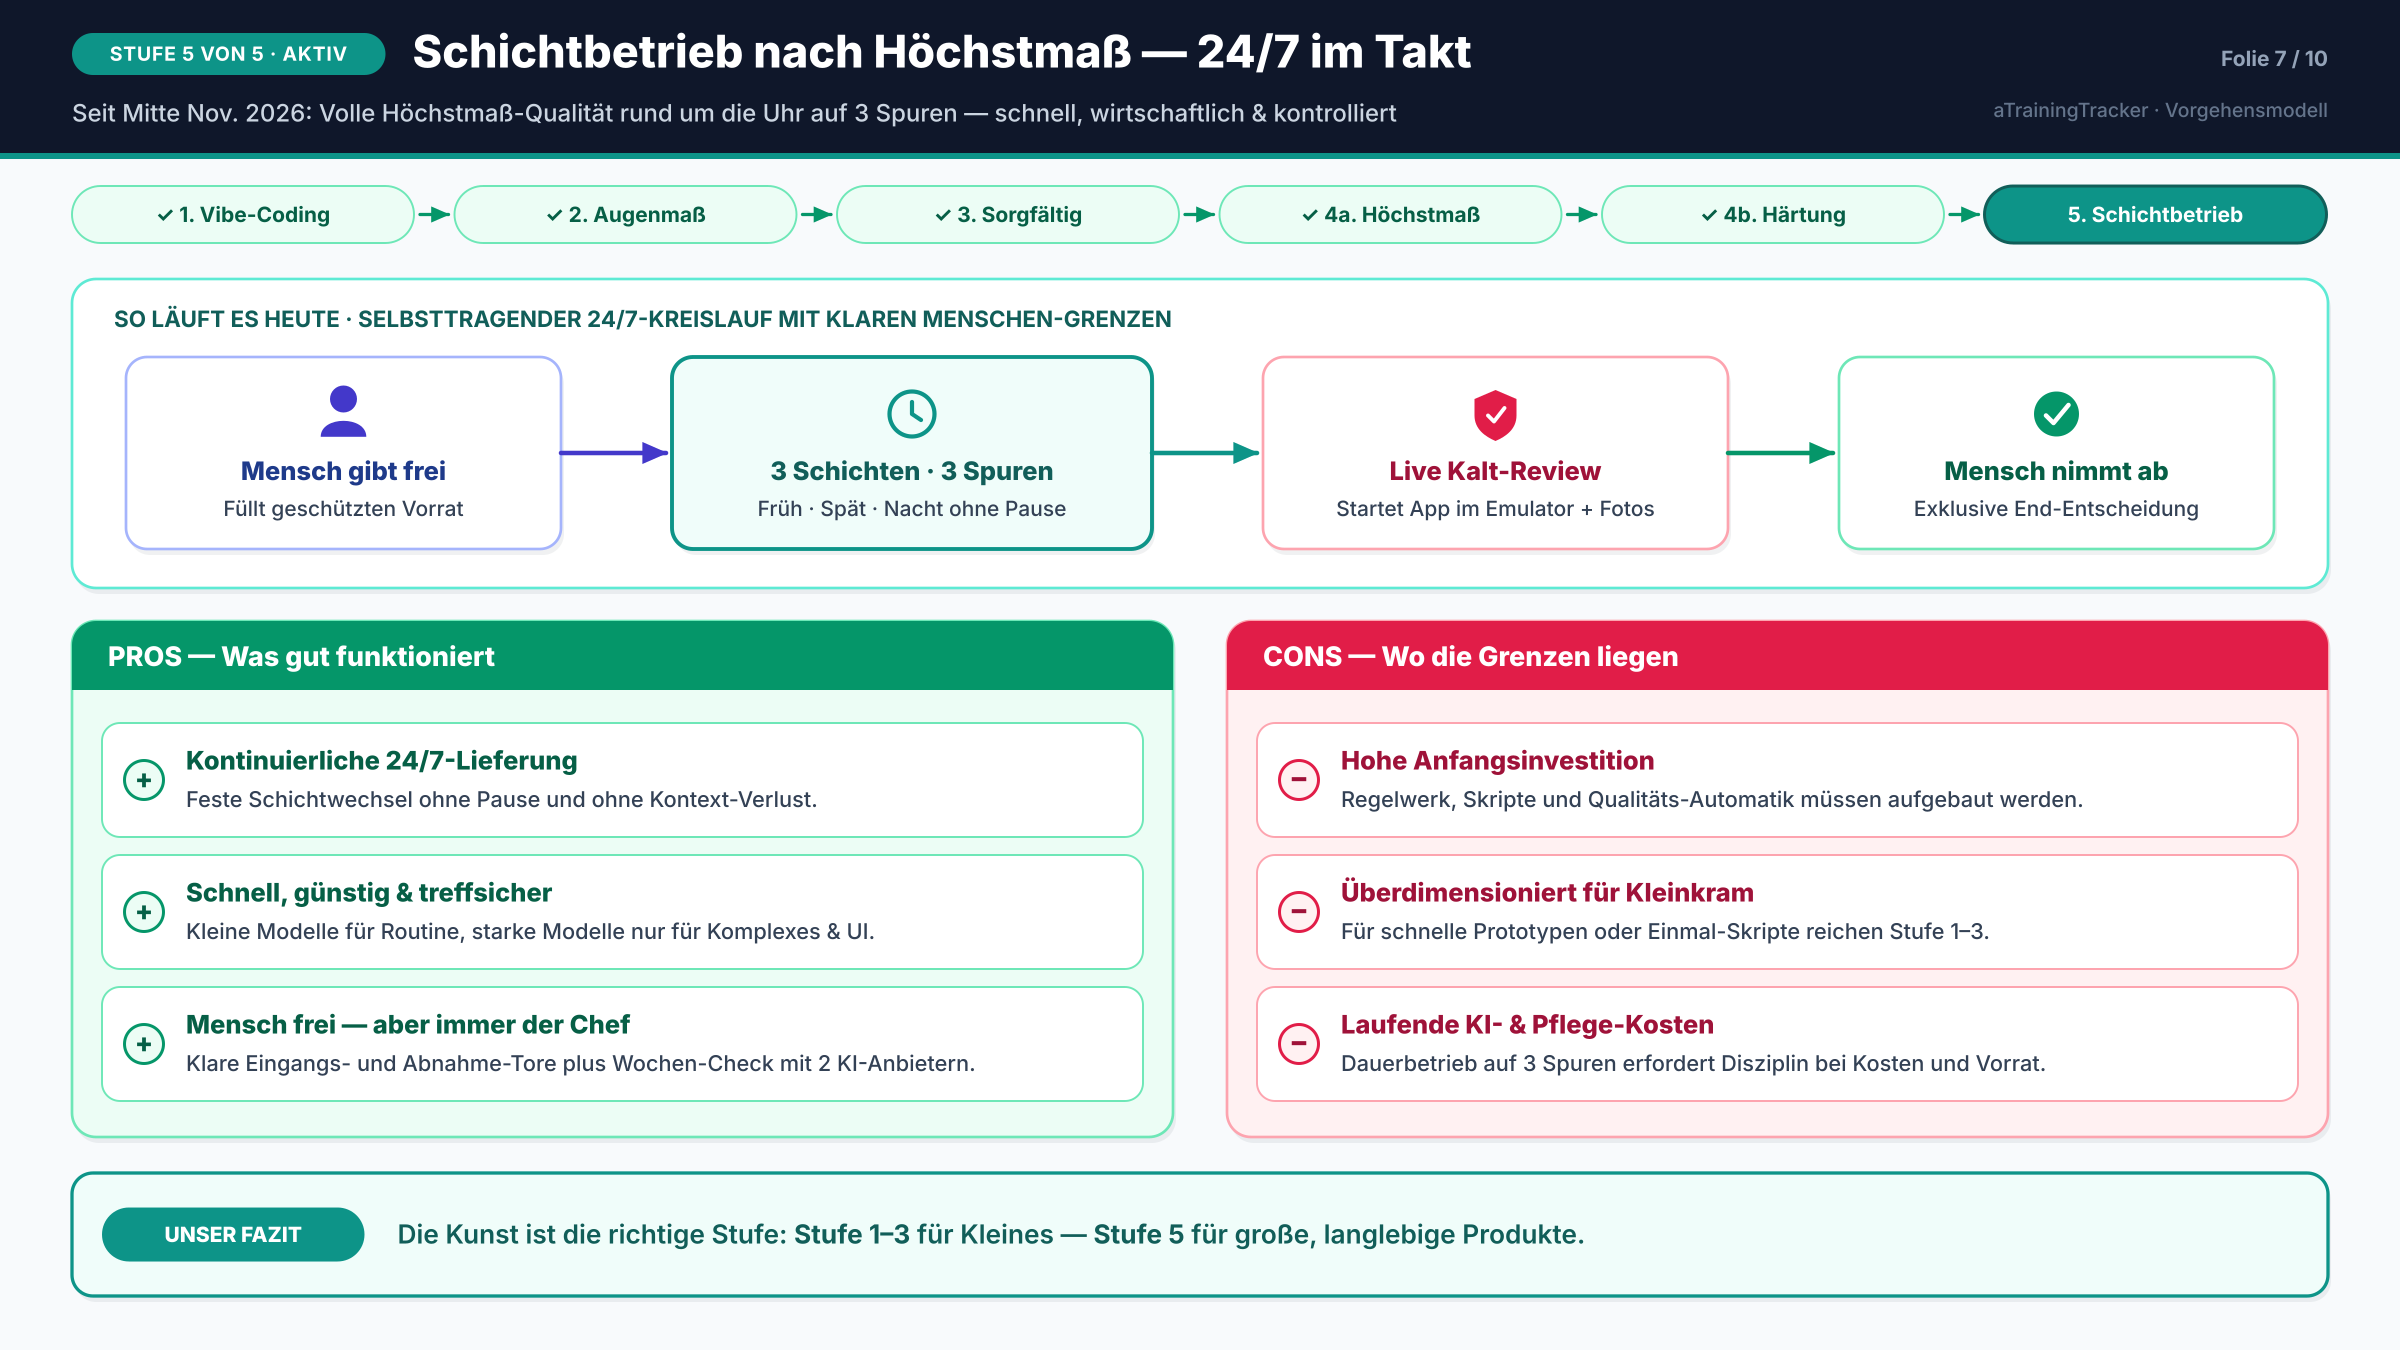 STUFE 5 VON 5 · AKTIV
Schichtbetrieb nach Höchstmaß — 24/7 im Takt
Folie 7 / 10
Seit Mitte Nov. 2026: Volle Höchstmaß-Qualität rund um die Uhr auf 3 Spuren — schnell, wirtschaftlich & kontrolliert
aTrainingTracker · Vorgehensmodell
✓ 1. Vibe-Coding
✓ 2. Augenmaß
✓ 3. Sorgfältig
✓ 4a. Höchstmaß
✓ 4b. Härtung
5. Schichtbetrieb
SO LÄUFT ES HEUTE · SELBSTTRAGENDER 24/7-KREISLAUF MIT KLAREN MENSCHEN-GRENZEN
Mensch gibt frei
Füllt geschützten Vorrat
3 Schichten · 3 Spuren
Früh · Spät · Nacht ohne Pause
Live Kalt-Review
Startet App im Emulator + Fotos
Mensch nimmt ab
Exklusive End-Entscheidung
PROS — Was gut funktioniert
Kontinuierliche 24/7-Lieferung
Feste Schichtwechsel ohne Pause und ohne Kontext-Verlust.
Schnell, günstig & treffsicher
Kleine Modelle für Routine, starke Modelle nur für Komplexes & UI.
Mensch frei — aber immer der Chef
Klare Eingangs- und Abnahme-Tore plus Wochen-Check mit 2 KI-Anbietern.
CONS — Wo die Grenzen liegen
Hohe Anfangsinvestition
Regelwerk, Skripte und Qualitäts-Automatik müssen aufgebaut werden.
Überdimensioniert für Kleinkram
Für schnelle Prototypen oder Einmal-Skripte reichen Stufe 1–3.
Laufende KI- & Pflege-Kosten
Dauerbetrieb auf 3 Spuren erfordert Disziplin bei Kosten und Vorrat.
UNSER FAZIT
Die Kunst ist die richtige Stufe: Stufe 1–3 für Kleines — Stufe 5 für große, langlebige Produkte.